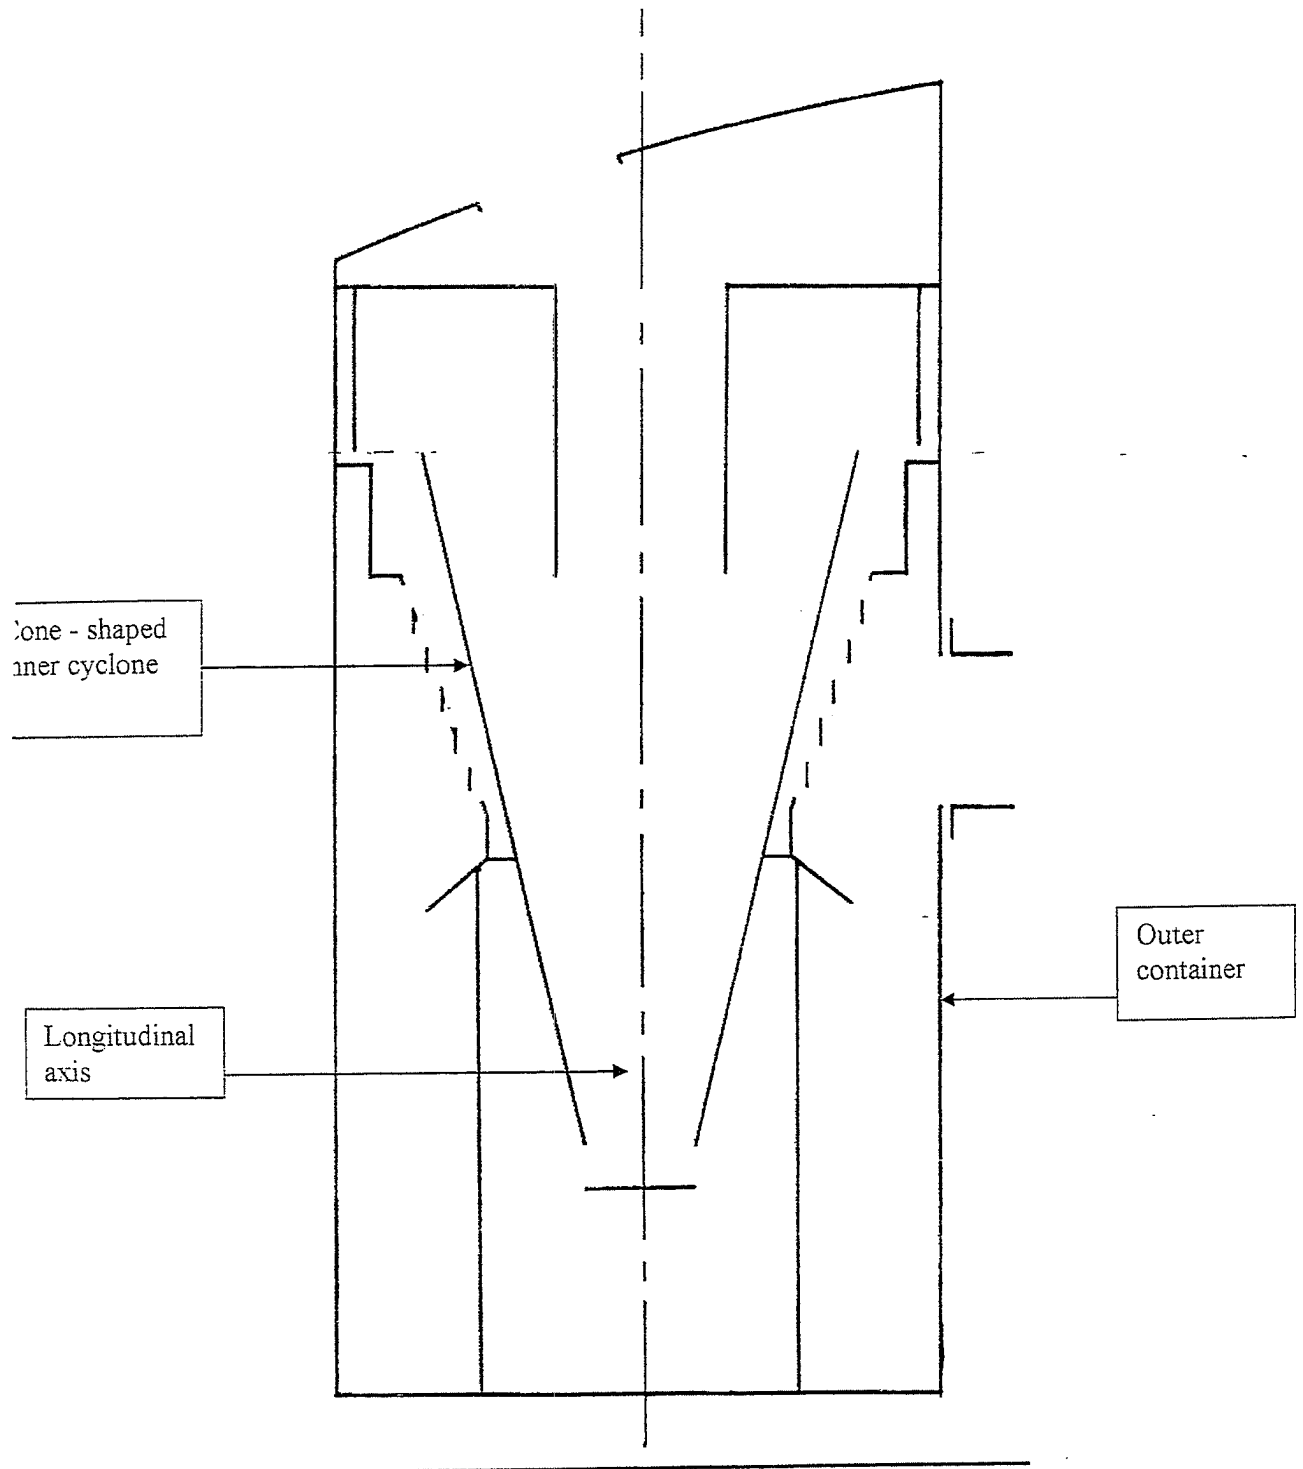 :one - shaped
nner cyclone
Outer
container
Longitudinal
axis